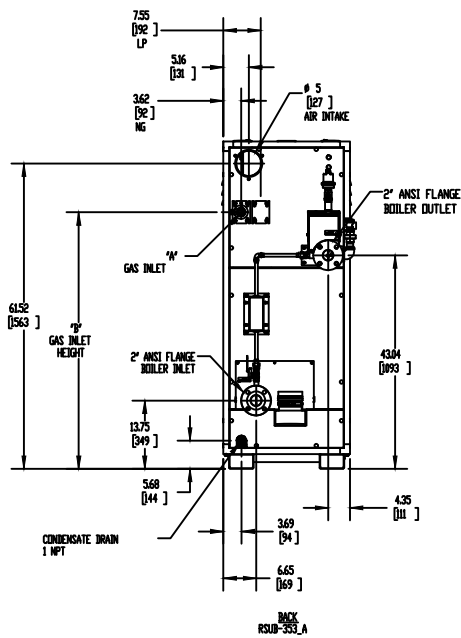 7.55
[192 ]
LP
5.16
[131 ]
3.62
[92 ]
NG
ø 5
[127 ]
AIR INTAKE
2" ANSI FLANGE
BOILER OUTLET
"A"
GAS INLET
61.52
[1563 ]
"B"
GAS INLET
HEIGHT
2" ANSI FLANGE
BOILER INLET
43.04
[1093 ]
13.75
[349 ]
5.68
[144 ]
4.35
[111 ]
CONDENSATE DRAIN
1 NPT
3.69
[94 ]
6.65
[169 ]
BACK
RSUB-353_A